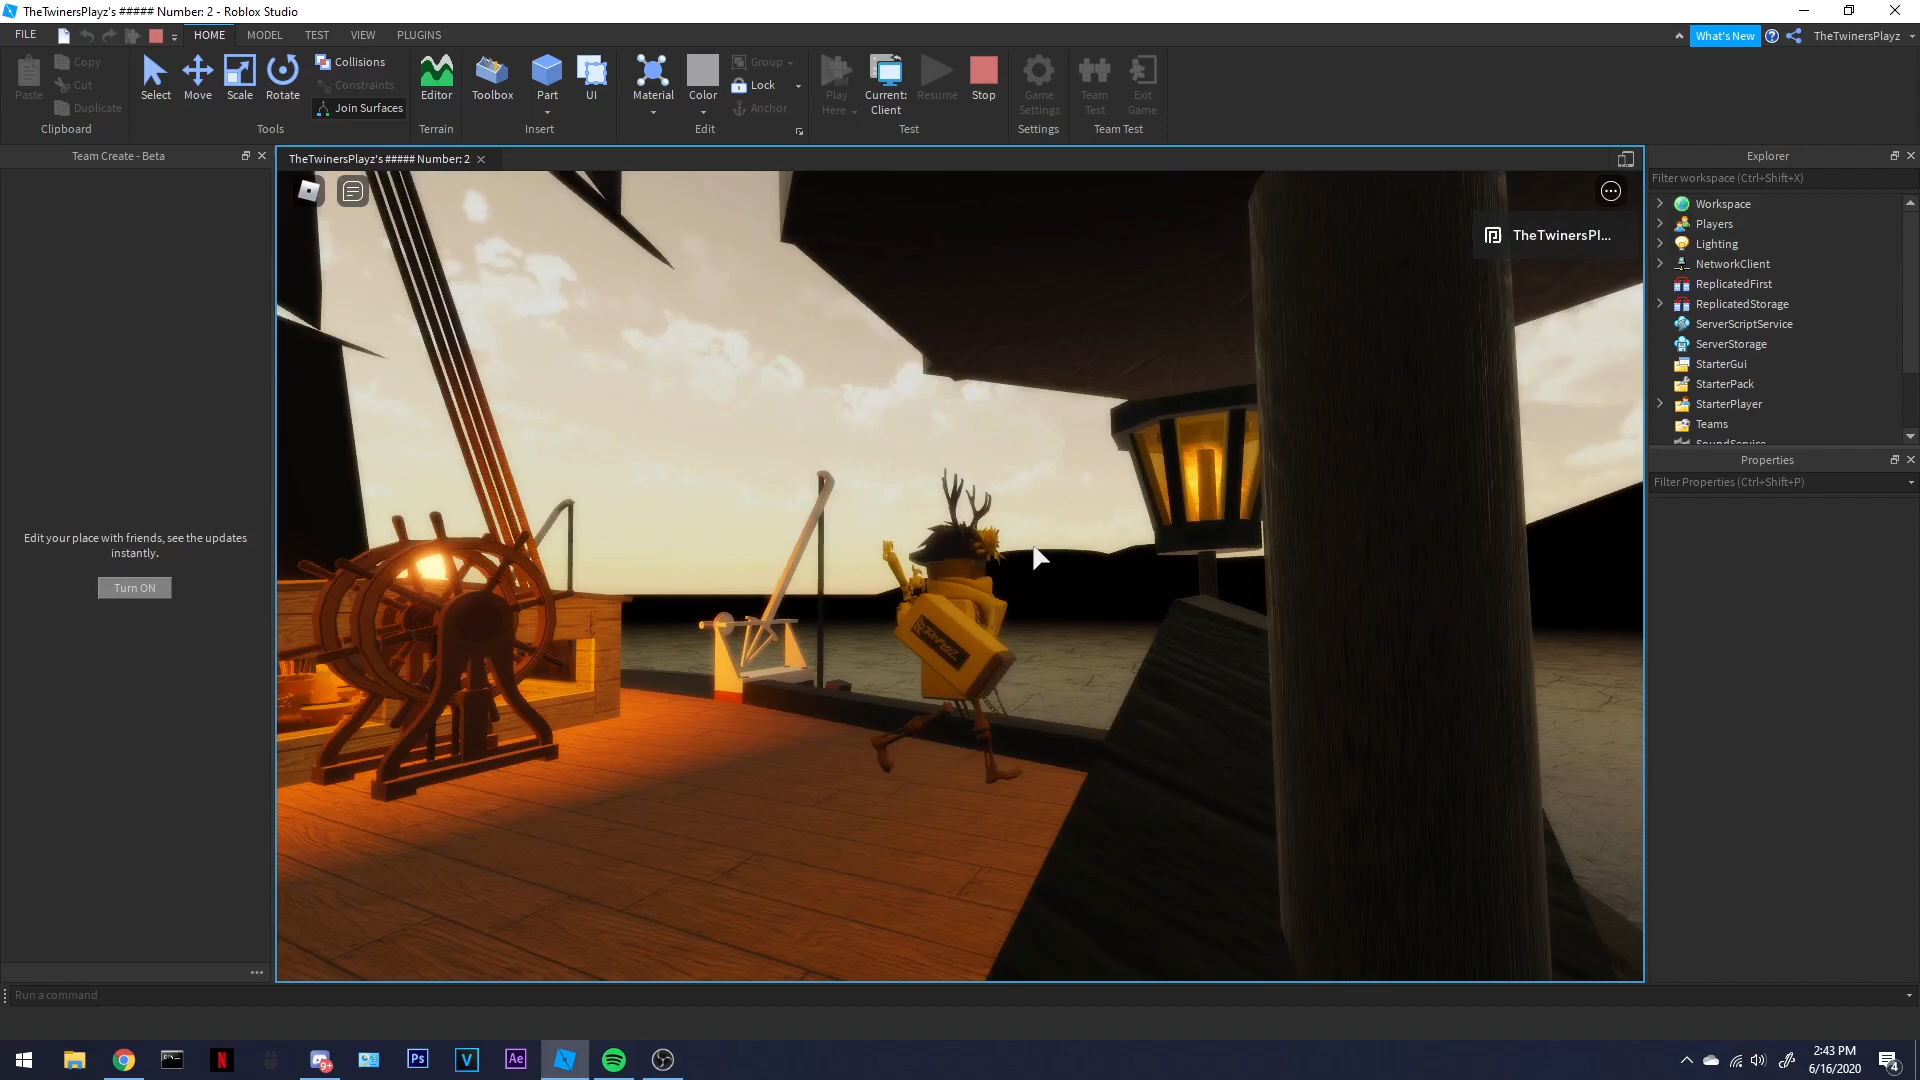 TheTwinersPlayz's ##### Number: 2 - Roblox Studio
FILE HOME MODEL TEST VIEW PLUGINS
What's New TheTwinersPlayz
Paste Copy Cut Duplicate
Clipboard
Select Move Scale Rotate Collisions Constraints Join Surfaces
Tools
Editor
Terrain
Toolbox Part UI
Insert
Material Color Group Lock Anchor
Edit
Play Here Current: Client Resume Stop
Test
Game Settings
Settings
Team Test Exit Game
Team Test
Team Create - Beta
TheTwinersPlayz's ##### Number: 2
Edit your place with friends, see the updates
instantly.
Turn ON
TheTwinersPl...
Explorer
Filter workspace (Ctrl+Shift+X)
Workspace
Players
Lighting
NetworkClient
ReplicatedFirst
ReplicatedStorage
ServerScriptService
ServerStorage
StarterGui
StarterPack
StarterPlayer
Teams
SoundService
Properties
Filter Properties (Ctrl+Shift+P)
Run a command
N
9+
Ps
V
Ae
2:43 PM
6/16/2020
4